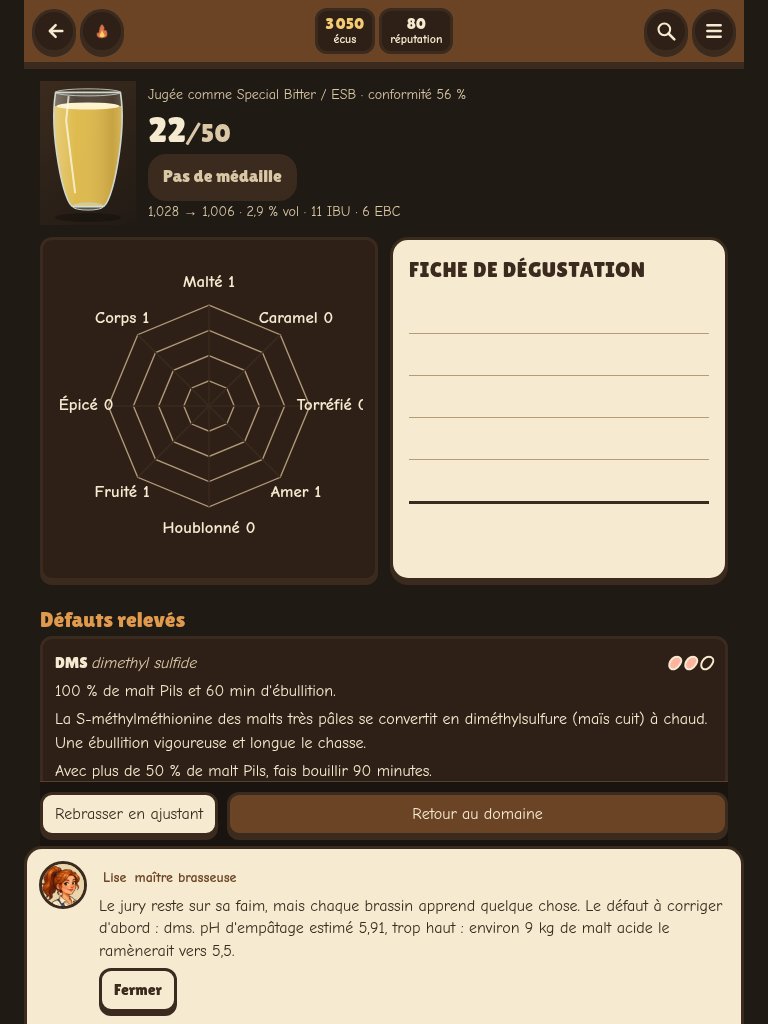 3 050
écus
80
réputation
Jugée comme Special Bitter / ESB · conformité 56 %
22/50
Pas de médaille
1,028 → 1,006 · 2,9 % vol · 11 IBU · 6 EBC
Malté 1
Corps 1
Caramel 0
Épicé 0
Torréfié 0
Fruité 1
Amer 1
Houblonné 0
FICHE DE DÉGUSTATION
Défauts relevés
DMS dimethyl sulfide
100 % de malt Pils et 60 min d'ébullition.
La S-méthylméthionine des malts très pâles se convertit en diméthylsulfure (maïs cuit) à chaud.
Une ébullition vigoureuse et longue le chasse.
Avec plus de 50 % de malt Pils, fais bouillir 90 minutes.
Rebrasser en ajustant
Retour au domaine
Lise maître brasseuse
Le jury reste sur sa faim, mais chaque brassin apprend quelque chose. Le défaut à corriger
d'abord : dms. pH d'empâtage estimé 5,91, trop haut : environ 9 kg de malt acide le
ramènerait vers 5,5.
Fermer